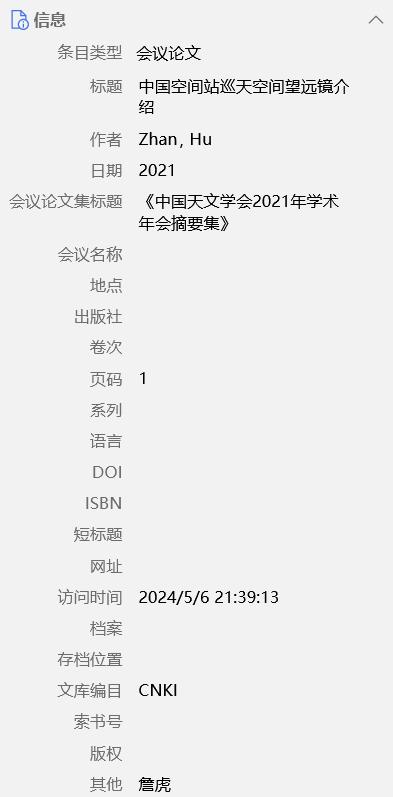 信息
条目类型 会议论文
标题 中国空间站巡天空间望远镜介
绍
作者 Zhan, Hu
日期 2021
会议论文集标题 《中国天文学会2021年学术
年会摘要集》
会议名称
地点
出版社
卷次
页码 1
系列
语言
DOI
ISBN
短标题
网址
访问时间 2024/5/6 21:39:13
档案
存档位置
文库编目 CNKI
索书号
版权
其他 詹虎